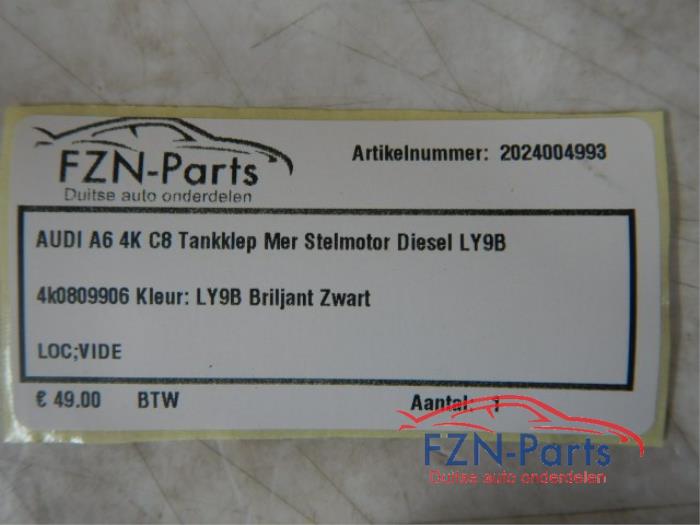 FZN-Parts
Duitse auto onderdelen
Artikelnummer: 2024004993
AUDI A6 4K C8 Tankklep Mer Stelmotor Diesel LY9B
4k0809906 Kleur: LY9B Briljant Zwart
LOC;VIDE
€ 49.00 BTW Aantal: 1
FZN-Parts
Duitse auto onderdelen